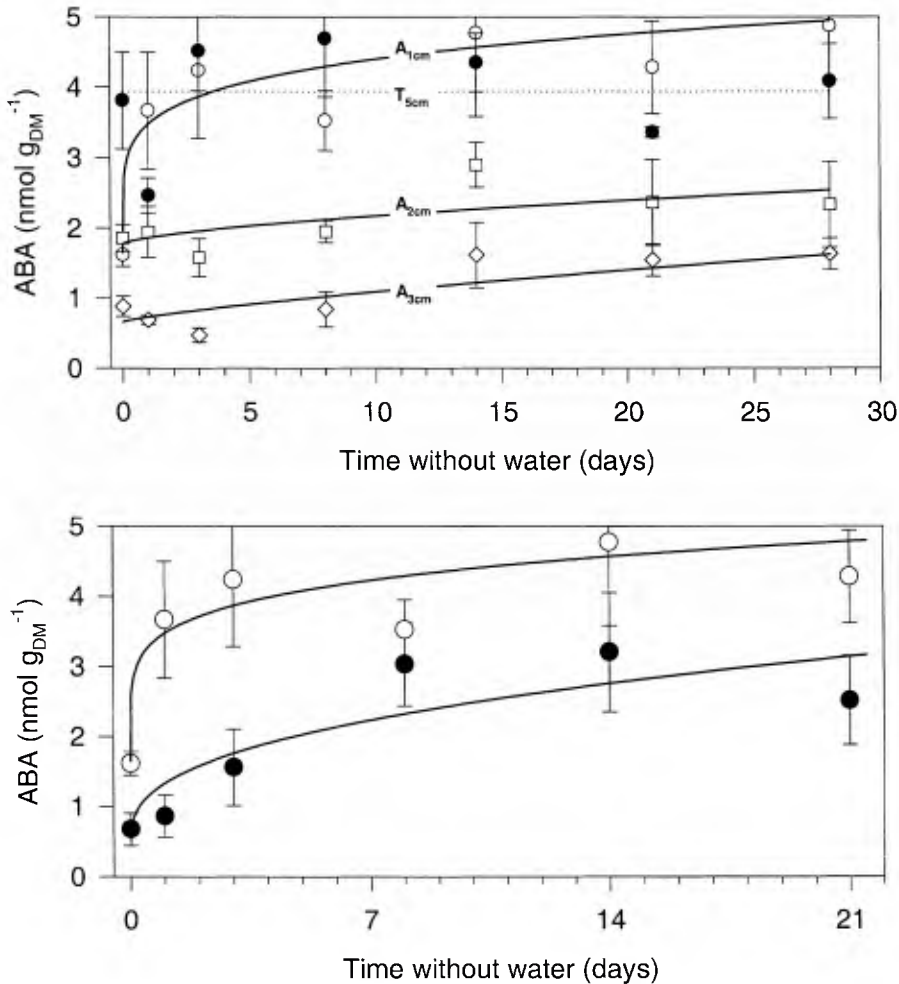 5
4
3
2
1
0
ABA (nmol g_DM^-1)
A_1cm
T_5cm
A_2cm
A_3cm
0 5 10 15 20 25 30
Time without water (days)
5
4
3
2
1
0
ABA (nmol g_DM^-1)
0 7 14 21
Time without water (days)